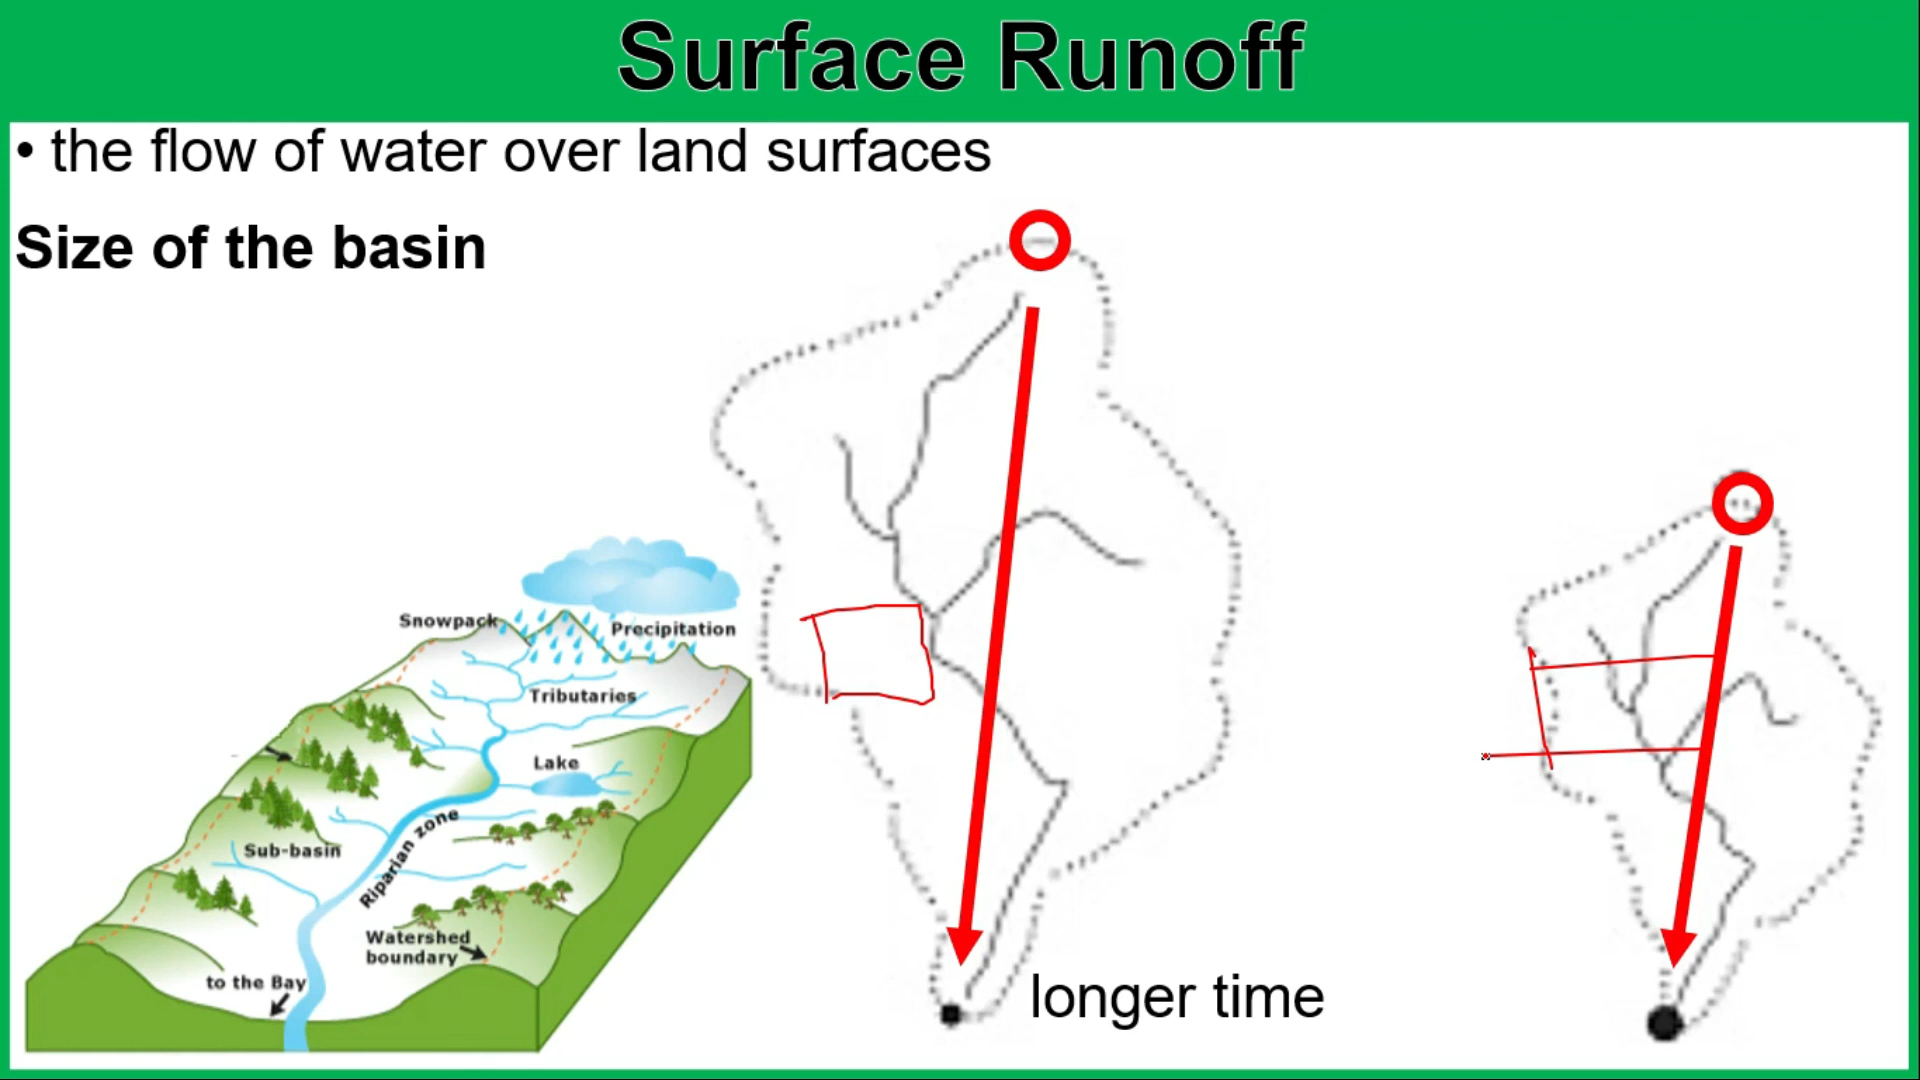 Surface Runoff
• the flow of water over land surfaces
Size of the basin
Snowpack
Precipitation
Tributaries
Lake
Riparian zone
Sub-basin
Watershed
boundary
to the Bay
longer time